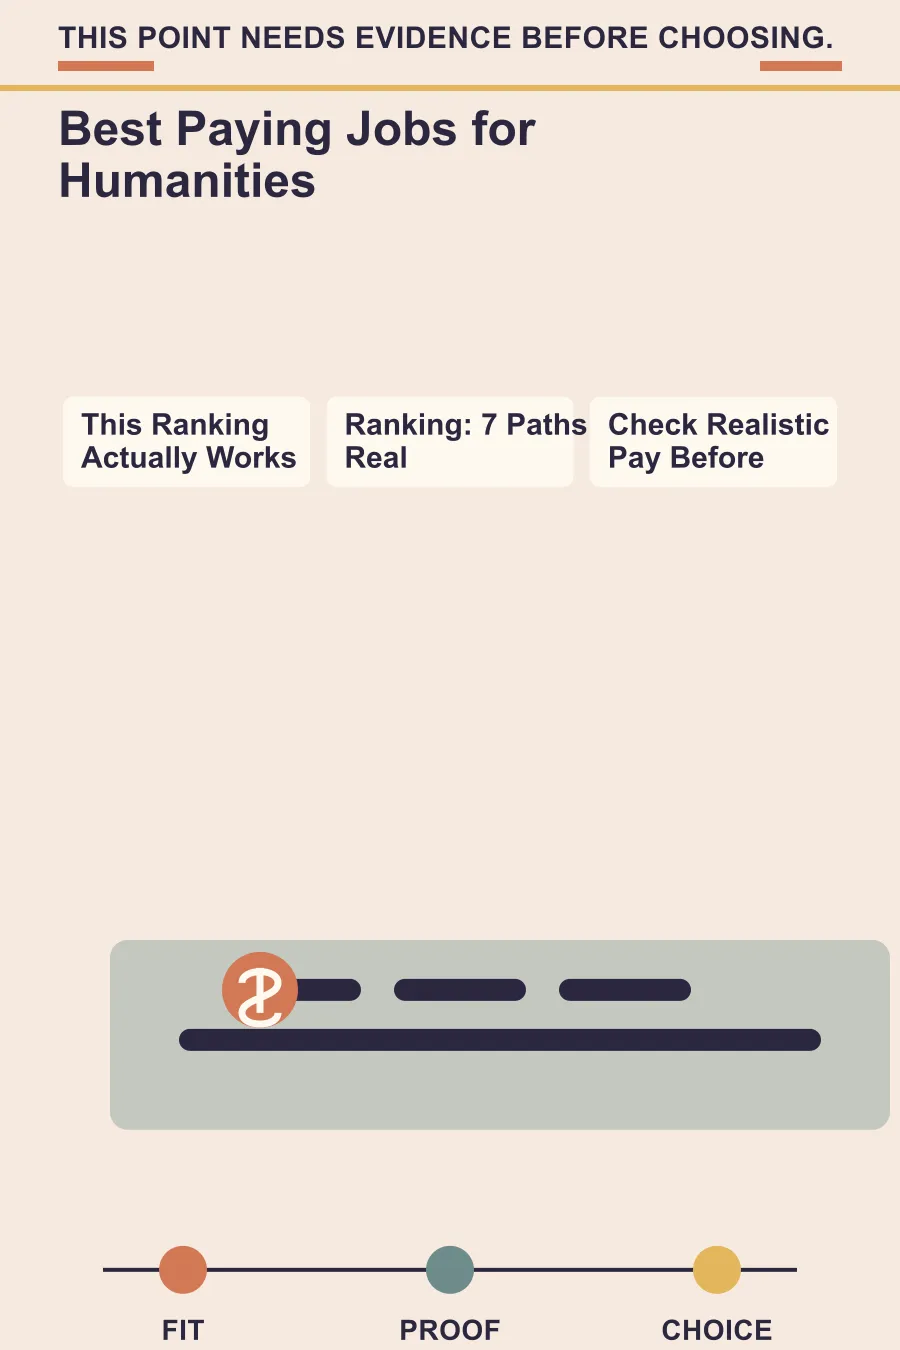 THIS POINT NEEDS EVIDENCE BEFORE CHOOSING.
Best Paying Jobs for
Humanities
This Ranking
Actually Works
Ranking: 7 Paths
Real
Check Realistic
Pay Before
FIT
PROOF
CHOICE